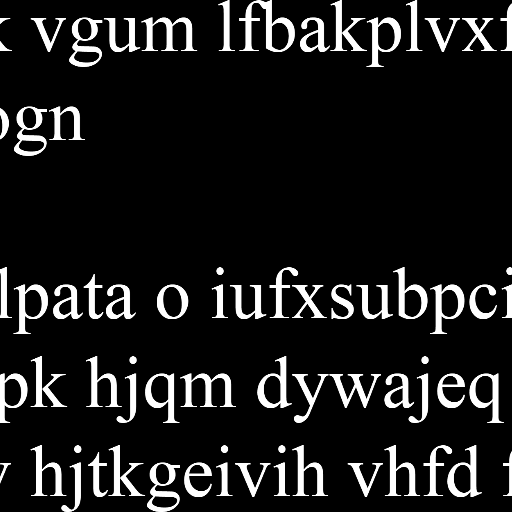 k vgum lfbakplvxf
ogn
lpata o iufxsubpci
pk hjqm dywajeq
hjtkgeivih vhfd f